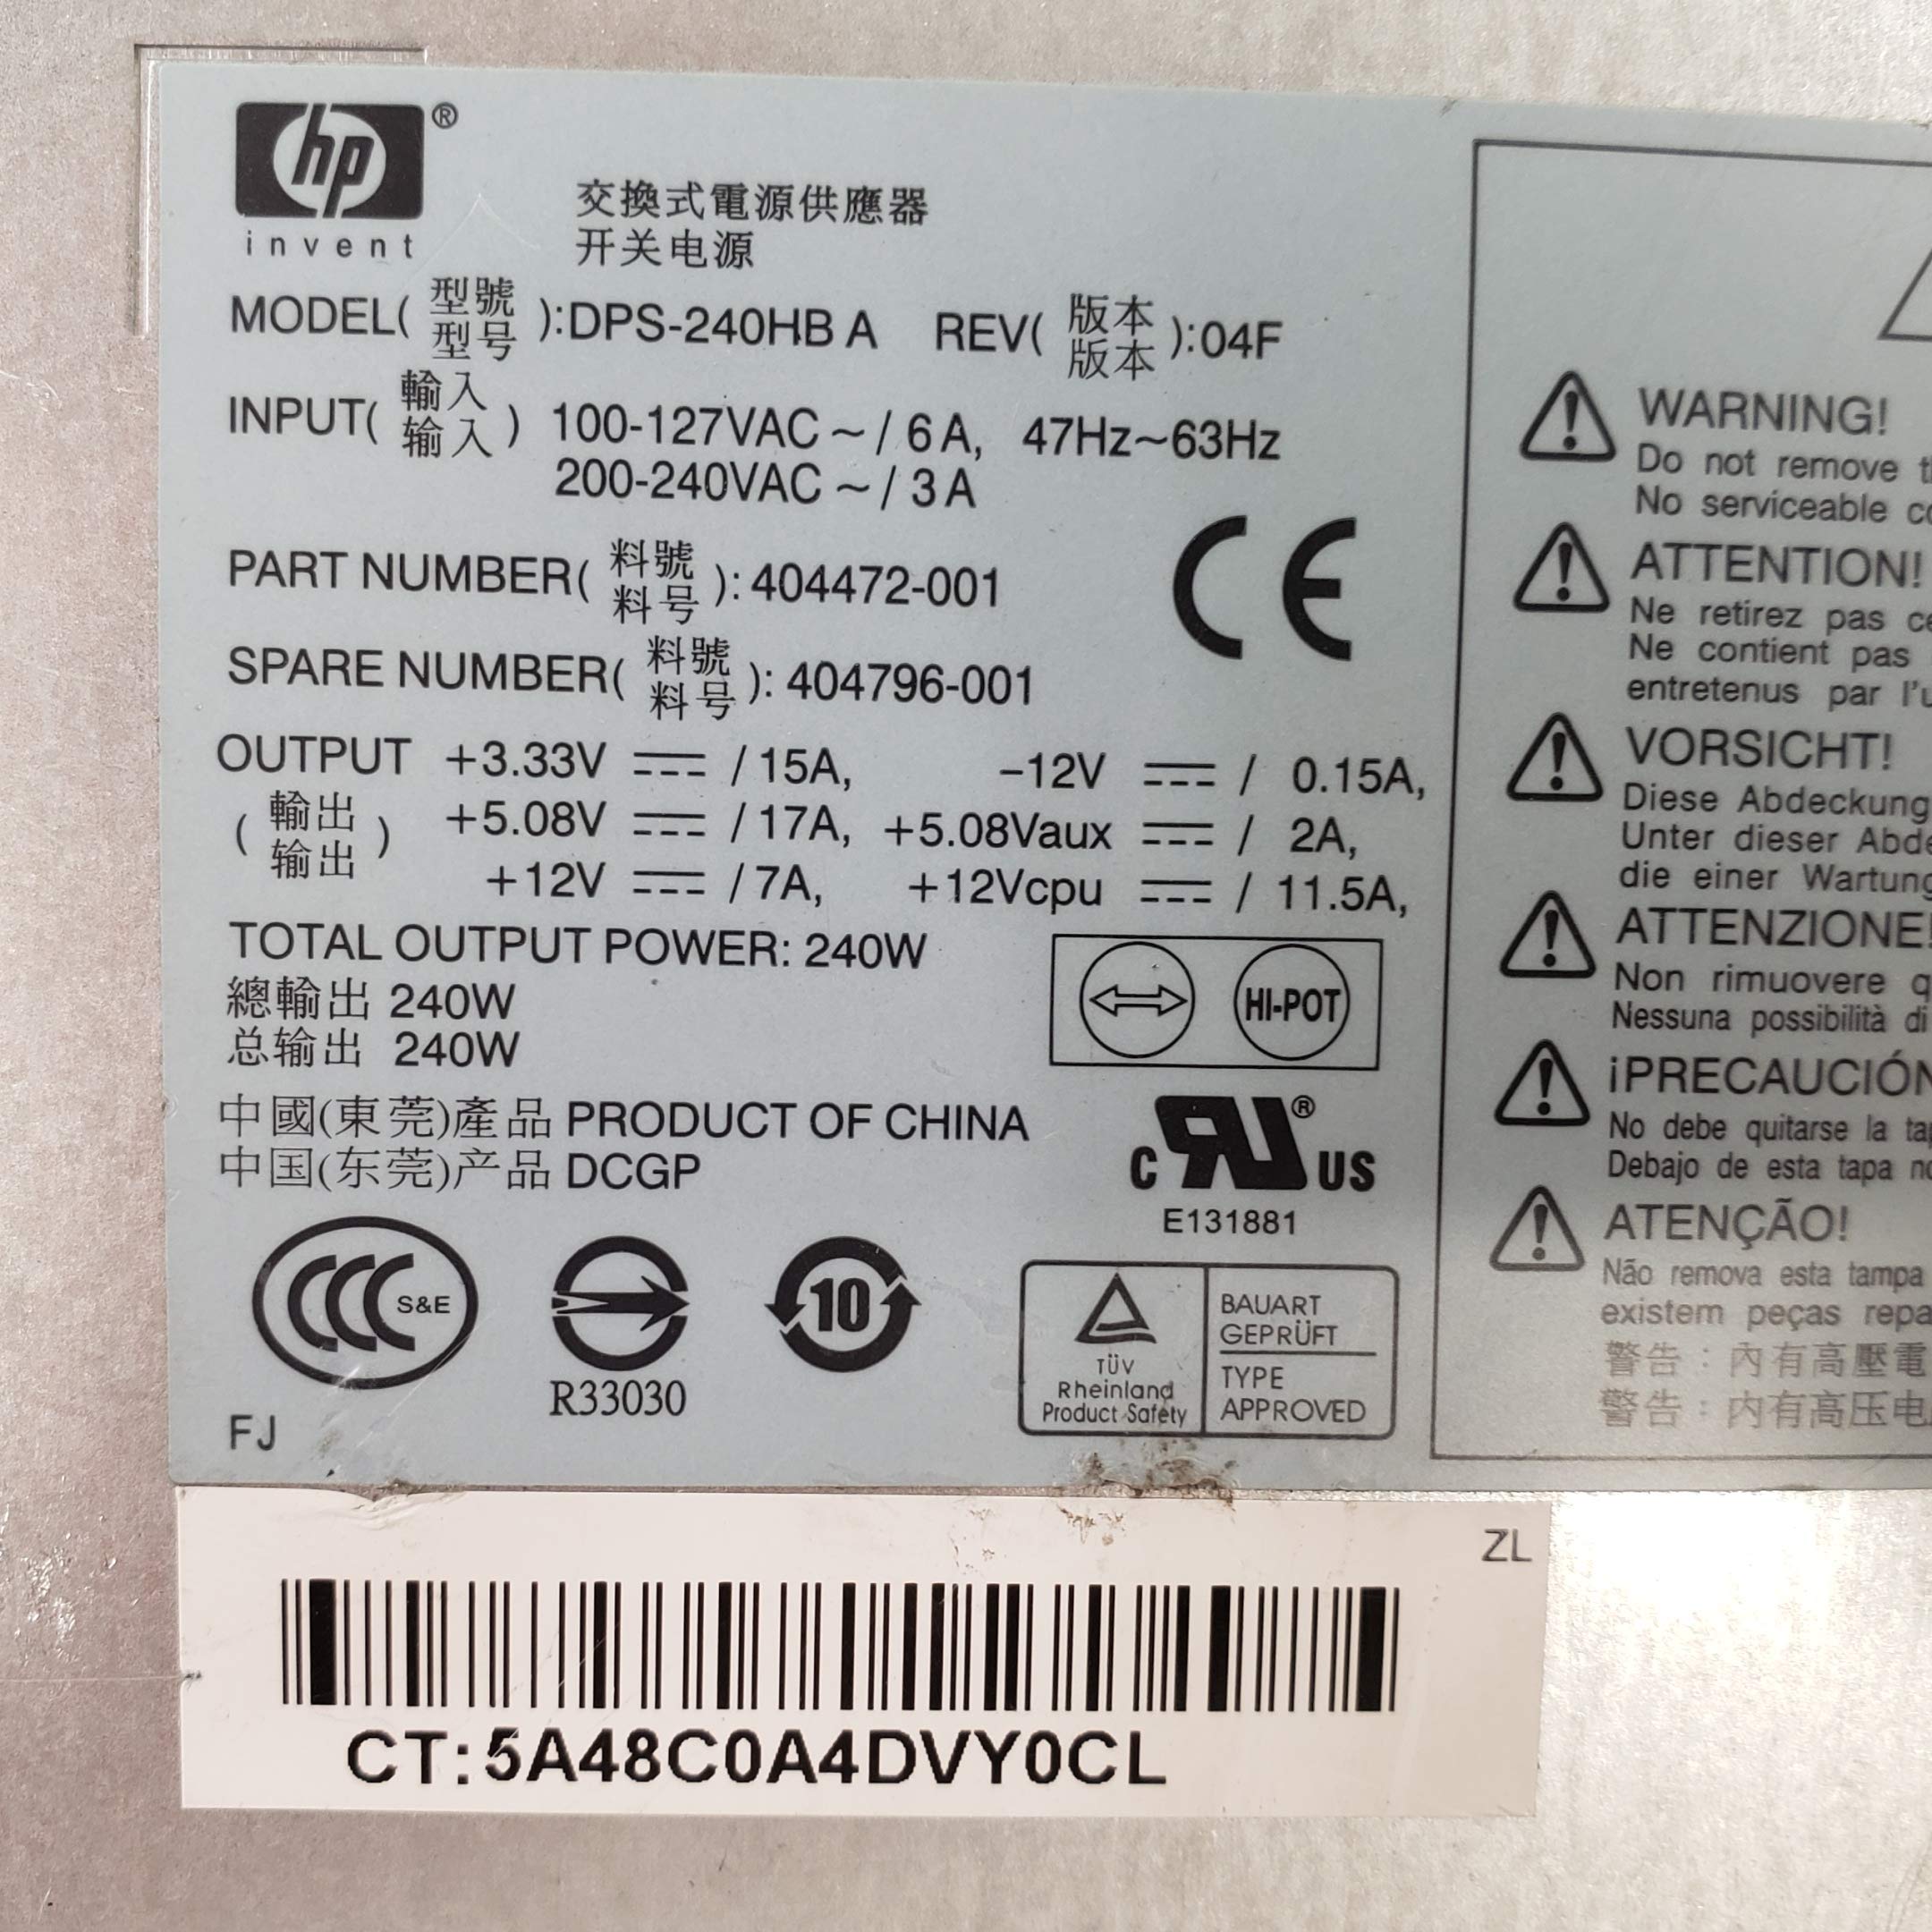 hp ®
invent
交換式電源供應器
开关电源
MODEL( 型號 型号 ):DPS-240HB A REV( 版本 版本 ):04F
INPUT( 輸入 输入 ) 100-127VAC ~ / 6 A, 47Hz~63Hz
200-240VAC ~ / 3 A
PART NUMBER( 料號 料号 ): 404472-001
SPARE NUMBER( 料號 料号 ): 404796-001
CE
OUTPUT +3.33V / 15A, -12V / 0.15A,
( 輸出 输出 ) +5.08V / 17A, +5.08Vaux / 2A,
+12V / 7A, +12Vcpu / 11.5A,
TOTAL OUTPUT POWER: 240W
總輸出 240W
总输出 240W
HI-POT
中國(東莞)產品 PRODUCT OF CHINA
中国(东莞)产品 DCGP
C RU ® US
E131881
CCC S&E
R33030
10
TÜV
Rheinland
Product Safety
BAUART
GEPRÜFT
TYPE
APPROVED
FJ
WARNING!
Do not remove
No serviceable
ATTENTION!
Ne retirez pas
Ne contient pas
entretenus par
VORSICHT!
Diese Abdeckung
Unter dieser
die einer
ATTENZIONE!
Non rimuovere
Nessuna possibilità di
¡PRECAUCIÓN
No debe quitarse la
Debajo de esta tapa
ATENÇÃO!
Não remova esta tampa
existem peças
警告：內有高壓電
警告：内有高压电
ZL
CT:5A48C0A4DVY0CL